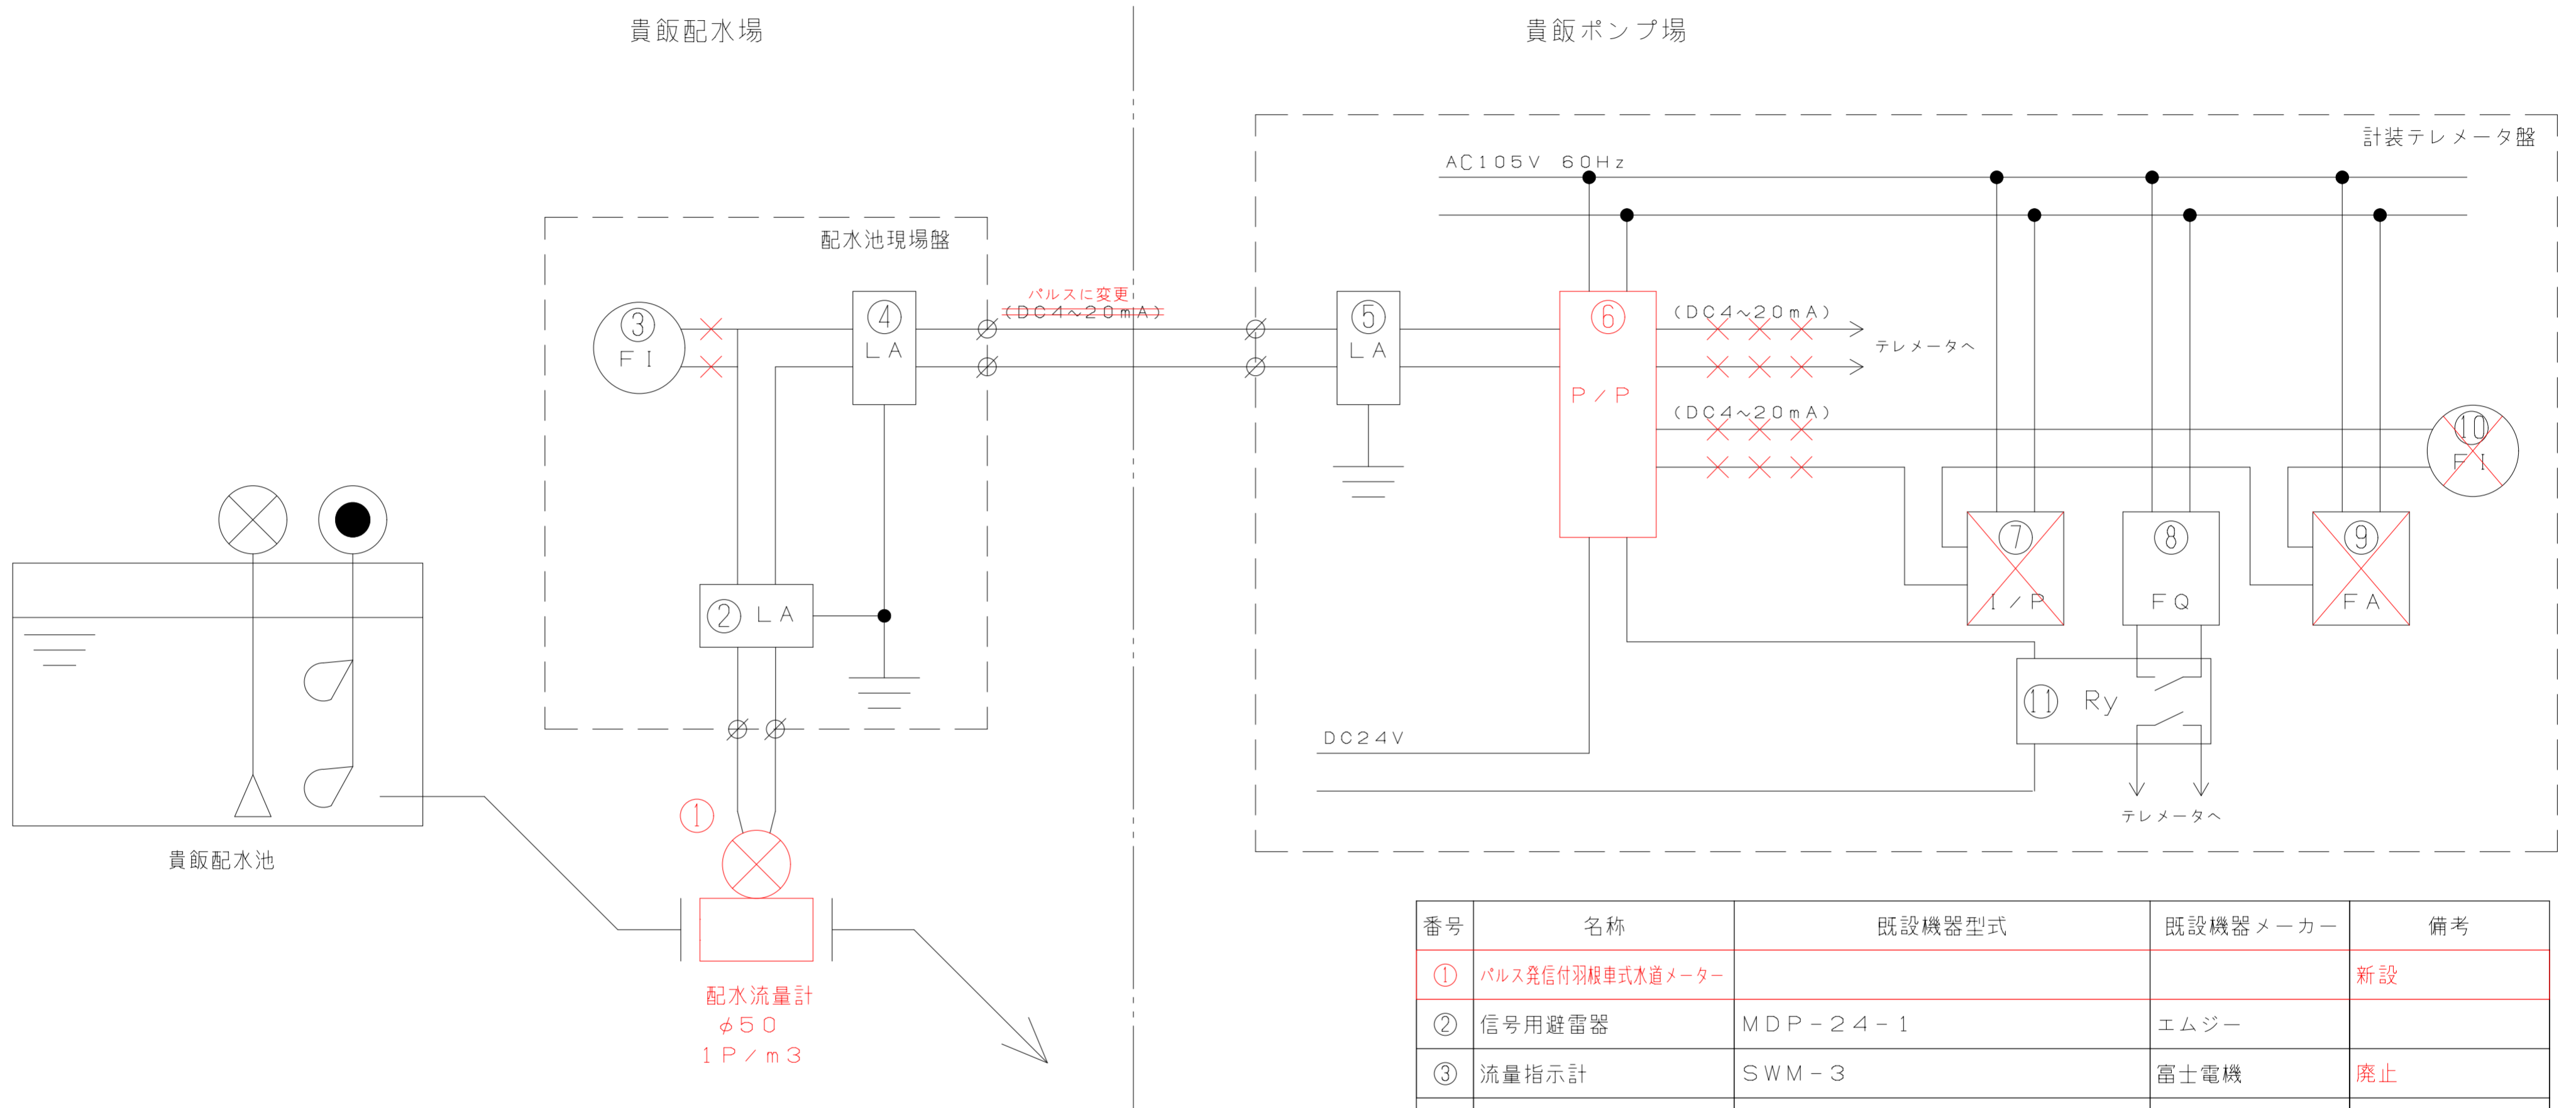 貴飯配水場
貴飯ポンプ場
計装テレメータ盤
AC105V 60Hz
配水池現場盤
パルスに変更
(DC4~20mA)
③
FI
④
LA
⑤
LA
⑥
P/P
(DC4~20mA)
テレメータへ
(DC4~20mA)
⑩
FI
⑦
I/P
⑧
FQ
⑨
FA
② LA
⑪ Ry
DC24V
テレメータへ
①
貴飯配水池
配水流量計
φ50
1P/m3
番号 名称 既設機器型式 既設機器メーカー 備考
① パルス発信付羽根車式水道メーター 新設
② 信号用避雷器 MDP-24-1 エムジー
③ 流量指示計 SWM-3 富士電機 廃止